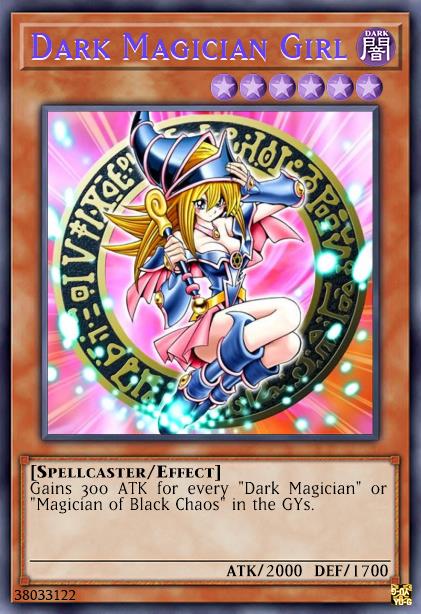 Dark Magician Girl
DARK
闇
[Spellcaster/Effect]
Gains 300 ATK for every "Dark Magician" or
"Magician of Black Chaos" in the GYs.
ATK/2000 DEF/1700
38033122